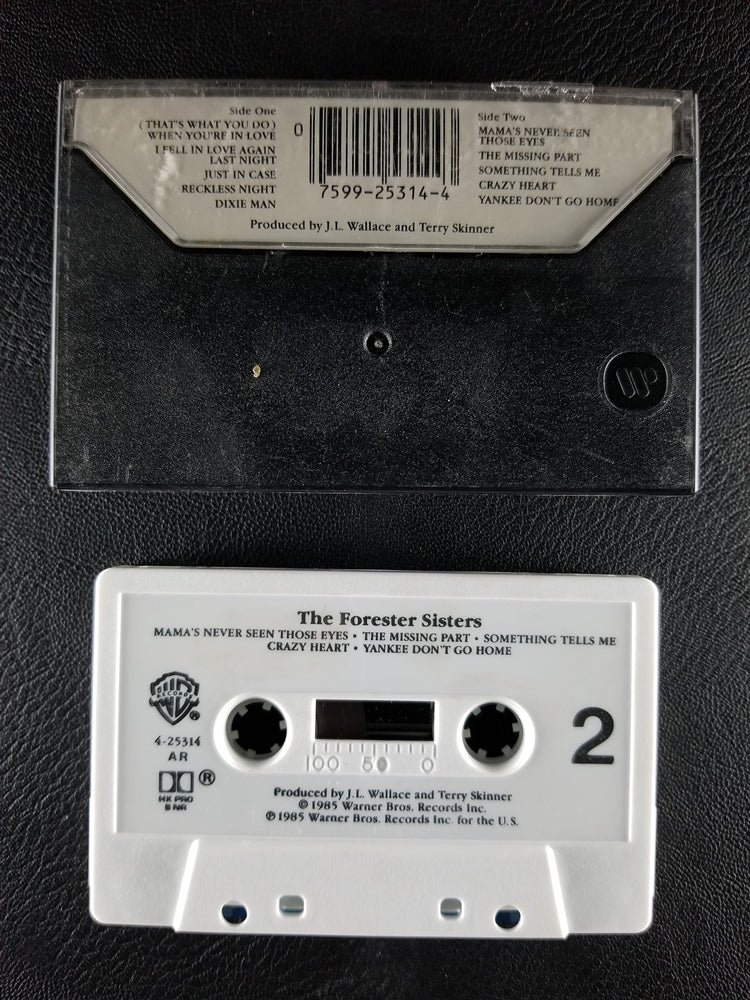 Side One
(THAT'S WHAT YOU DO)
WHEN YOU'RE IN LOVE
I FELL IN LOVE AGAIN
LAST NIGHT
JUST IN CASE
RECKLESS NIGHT
DIXIE MAN
0
7599-25314-4
Side Two
MAMA'S NEVER SEEN
THOSE EYES
THE MISSING PART
SOMETHING TELLS ME
CRAZY HEART
YANKEE DON'T GO HOME
Produced by J.L. Wallace and Terry Skinner
The Forester Sisters
MAMA'S NEVER SEEN THOSE EYES • THE MISSING PART • SOMETHING TELLS ME
CRAZY HEART • YANKEE DON'T GO HOME
RECORDS
®
4-25314
AR
®
HX PRO
B NR
100 50 0
2
Produced by J.L. Wallace and Terry Skinner
© 1985 Warner Bros. Records Inc.
℗ 1985 Warner Bros. Records Inc. for the U.S.